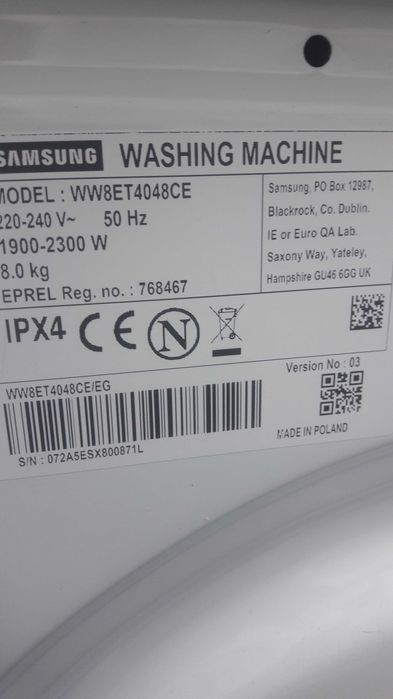 SAMSUNG WASHING MACHINE
MODEL : WW8ET4048CE
220-240 V~ 50 Hz
1900-2300 W
8.0 kg
EPREL Reg. no. : 768467
Samsung, PO Box 12987,
Blackrock, Co. Dublin.
IE or Euro QA Lab.
Saxony Way, Yateley,
Hampshire GU46 6GG UK
IPX4 CE N
Version No : 03
WW8ET4048CE/EG
S/N : 072A5ESX800871L
MADE IN POLAND